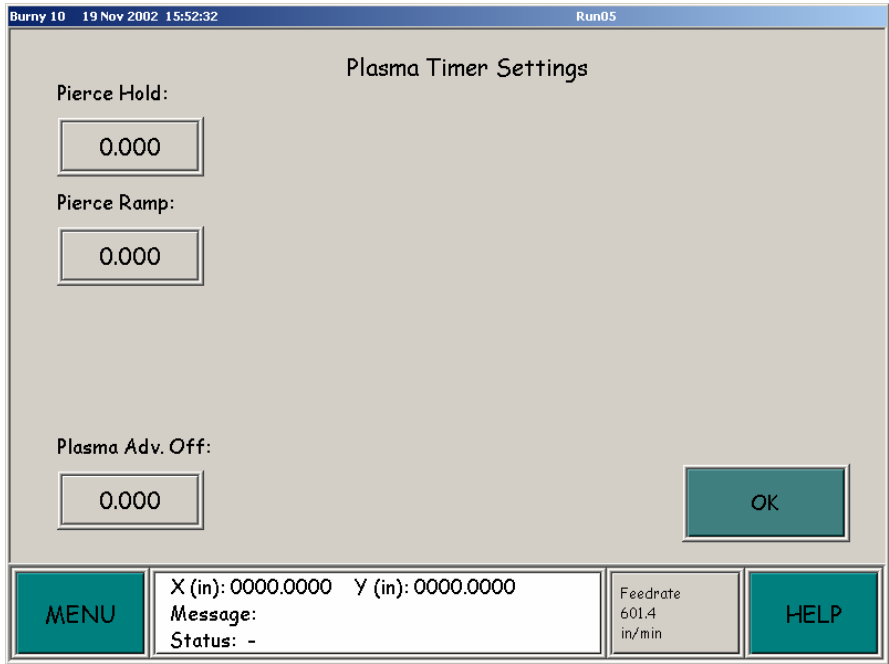 Burny 10 19 Nov 2002 15:52:32 Run05
Plasma Timer Settings
Pierce Hold:
0.000
Pierce Ramp:
0.000
Plasma Adv. Off:
0.000
OK
MENU
X (in): 0000.0000 Y (in): 0000.0000
Message:
Status: -
Feedrate
601.4
in/min
HELP